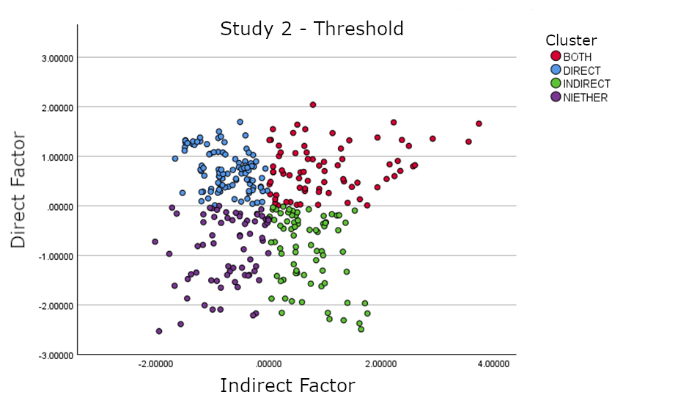 Study 2 - Threshold
Cluster
BOTH
DIRECT
INDIRECT
NIETHER
Direct Factor
3.00000
2.00000
1.00000
.00000
-1.00000
-2.00000
-3.00000
-2.00000
.00000
2.00000
4.00000
Indirect Factor